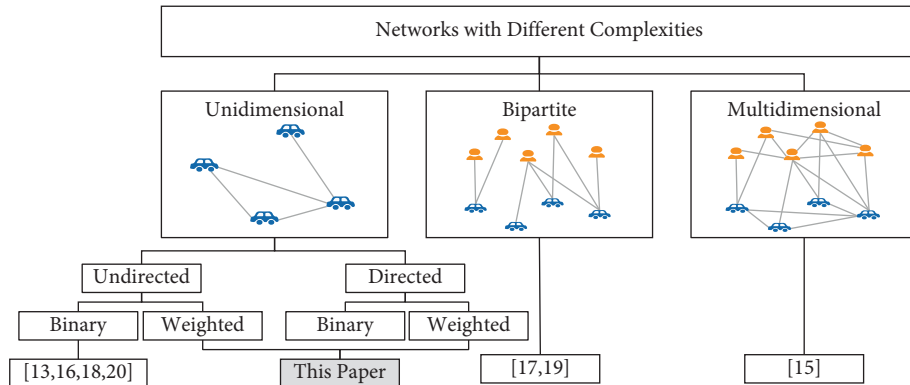 Networks with Different Complexities
Unidimensional
Bipartite
Multidimensional
Undirected
Directed
Binary
Weighted
Binary
Weighted
[13,16,18,20]
This Paper
[17,19]
[15]